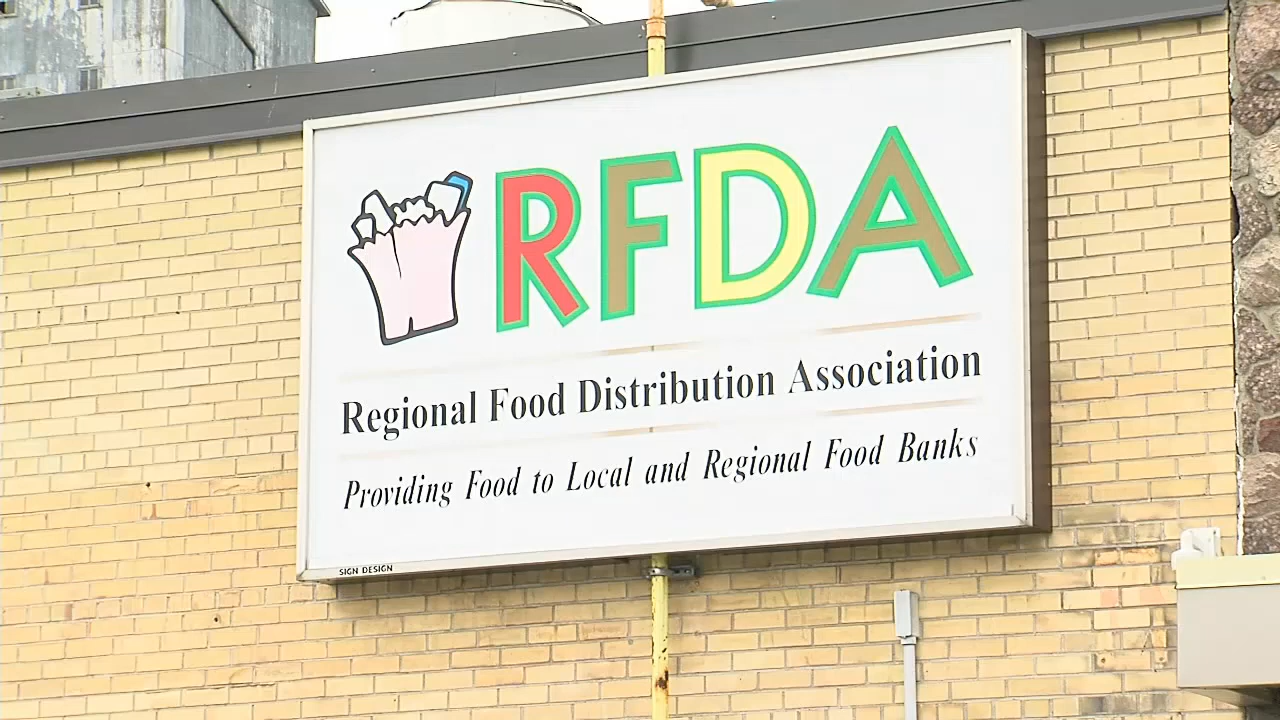 RFDA
Regional Food Distribution Association
Providing Food to Local and Regional Food Banks
SIGN DESIGN